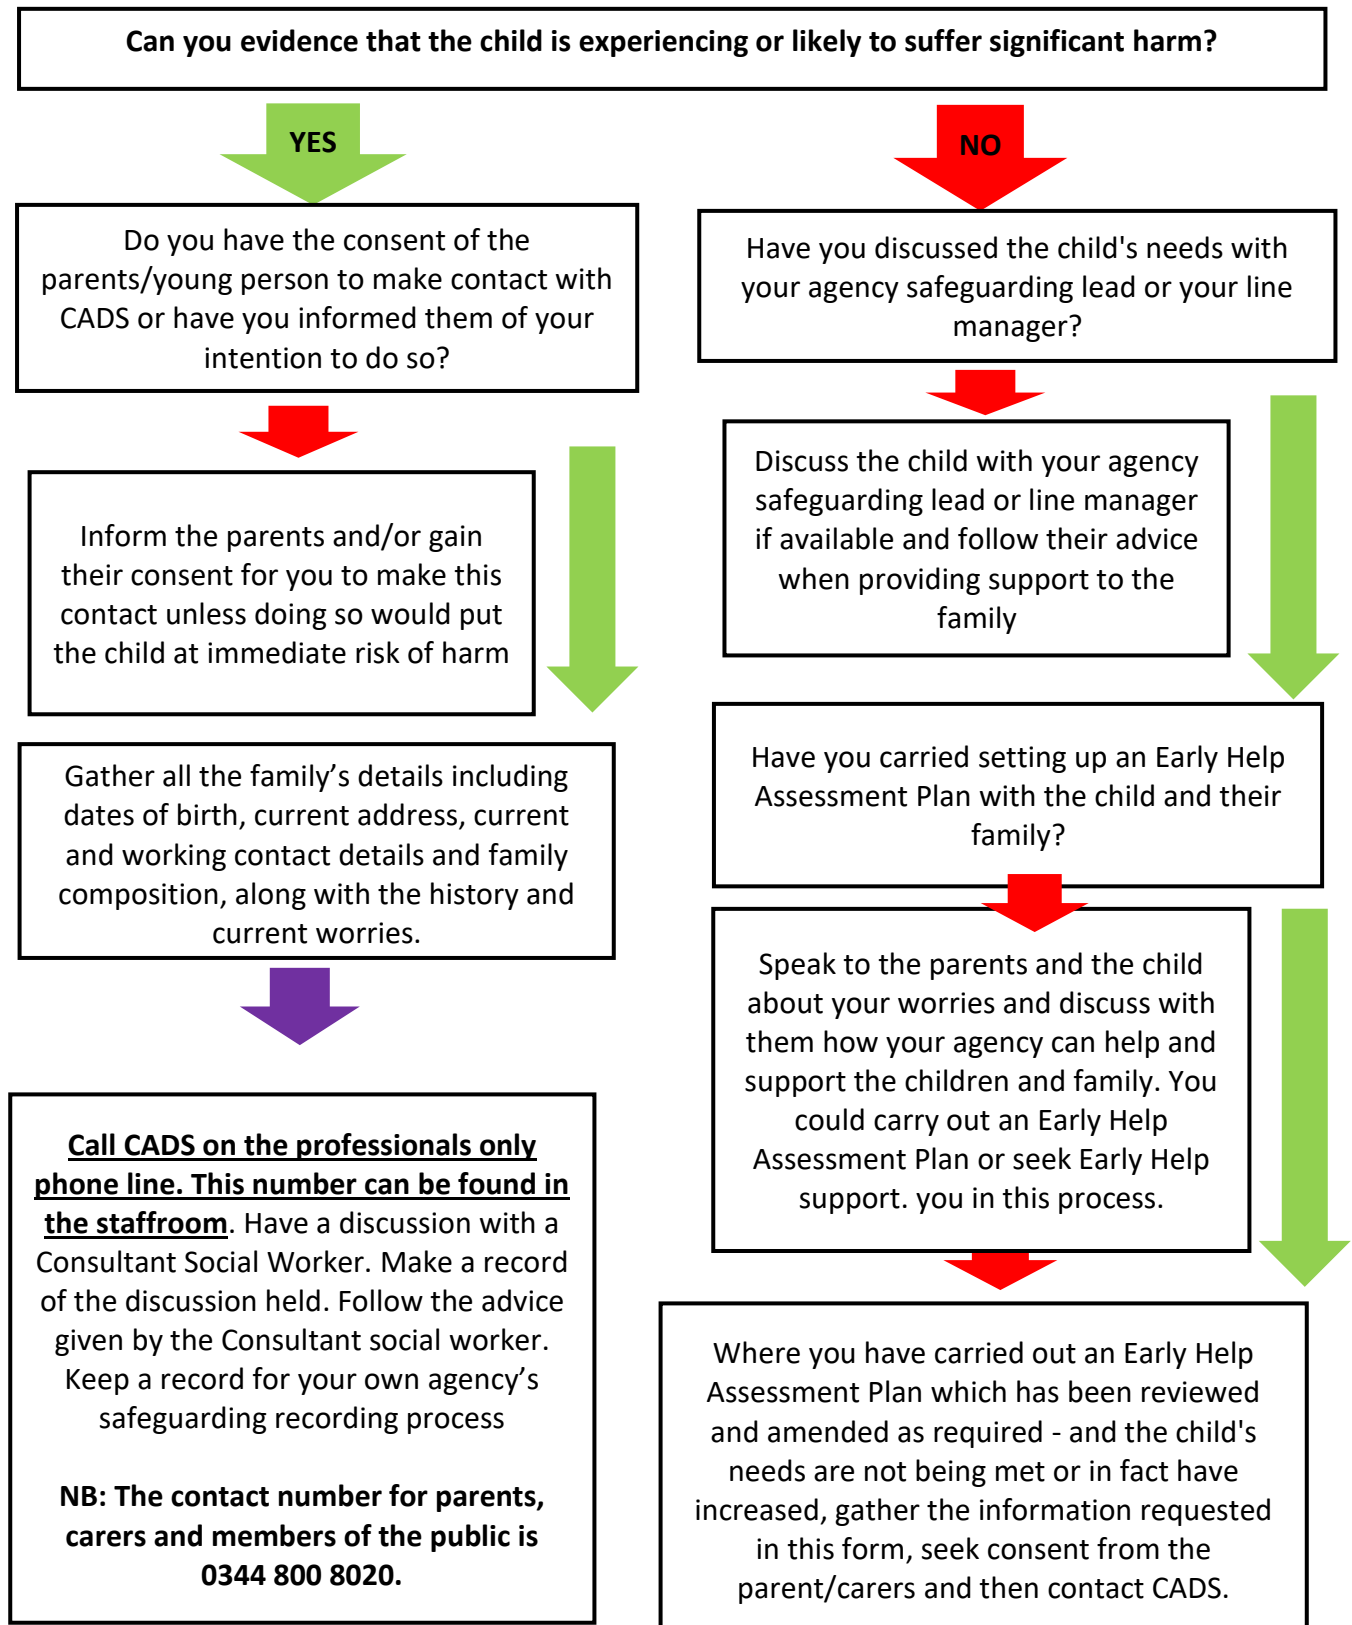 Can you evidence that the child is experiencing or likely to suffer significant harm?
YES
NO
Do you have the consent of the
parents/young person to make contact with
CADS or have you informed them of your
intention to do so?
Have you discussed the child's needs with
your agency safeguarding lead or your line
manager?
Inform the parents and/or gain
their consent for you to make this
contact unless doing so would put
the child at immediate risk of harm
Discuss the child with your agency
safeguarding lead or line manager
if available and follow their advice
when providing support to the
family
Gather all the family’s details including
dates of birth, current address, current
and working contact details and family
composition, along with the history and
current worries.
Have you carried setting up an Early Help
Assessment Plan with the child and their
family?
Speak to the parents and the child
about your worries and discuss with
them how your agency can help and
support the children and family. You
could carry out an Early Help
Assessment Plan or seek Early Help
support. you in this process.
Call CADS on the professionals only
phone line. This number can be found in
the staffroom. Have a discussion with a
Consultant Social Worker. Make a record
of the discussion held. Follow the advice
given by the Consultant social worker.
Keep a record for your own agency’s
safeguarding recording process
NB: The contact number for parents,
carers and members of the public is
0344 800 8020.
Where you have carried out an Early Help
Assessment Plan which has been reviewed
and amended as required - and the child's
needs are not being met or in fact have
increased, gather the information requested
in this form, seek consent from the
parent/carers and then contact CADS.